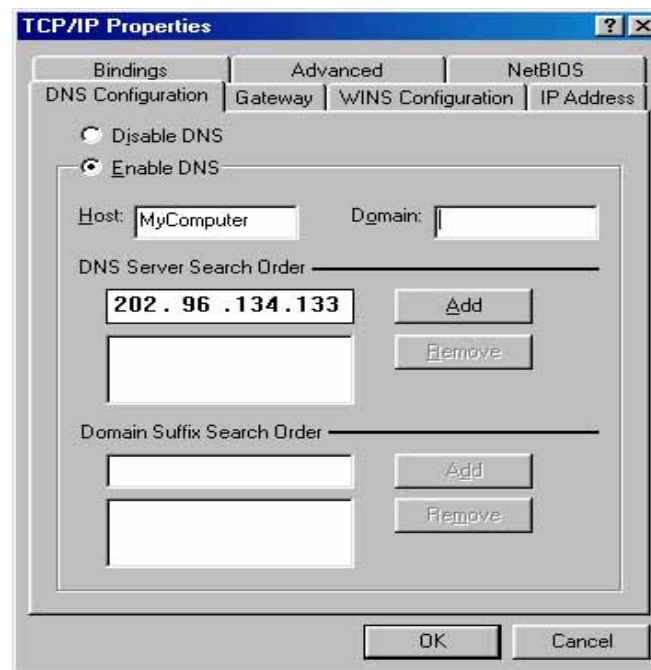 TCP/IP Properties
Bindings Advanced NetBIOS
DNS Configuration Gateway WINS Configuration IP Address
Disable DNS
Enable DNS
Host: MyComputer Domain:
DNS Server Search Order
202 . 96 .134.133 Add
Remove
Domain Suffix Search Order
Add
Remove
OK Cancel